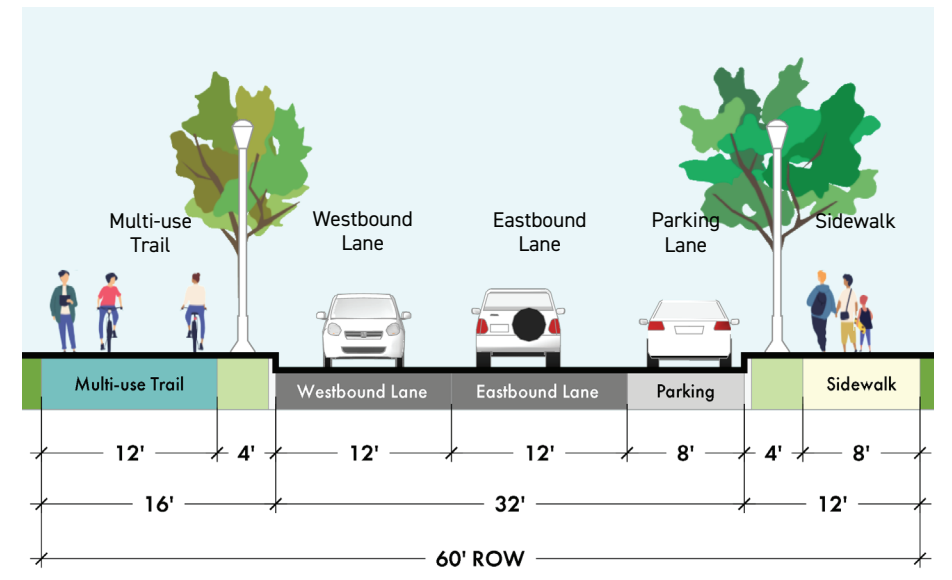 Multi-use
Trail
Westbound
Lane
Eastbound
Lane
Parking
Lane
Sidewalk
Multi-use Trail
Westbound Lane
Eastbound Lane
Parking
Sidewalk
12'
4'
12'
12'
8'
4'
8'
16'
32'
12'
60' ROW